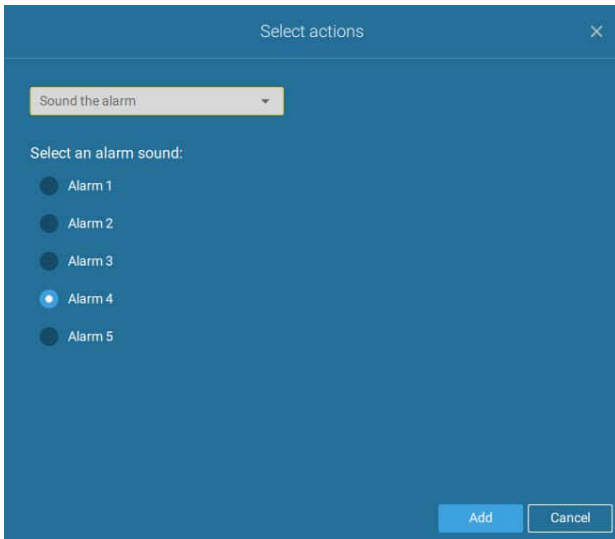 Select actions
Sound the alarm
Select an alarm sound:
Alarm 1
Alarm 2
Alarm 3
Alarm 4
Alarm 5
Add Cancel